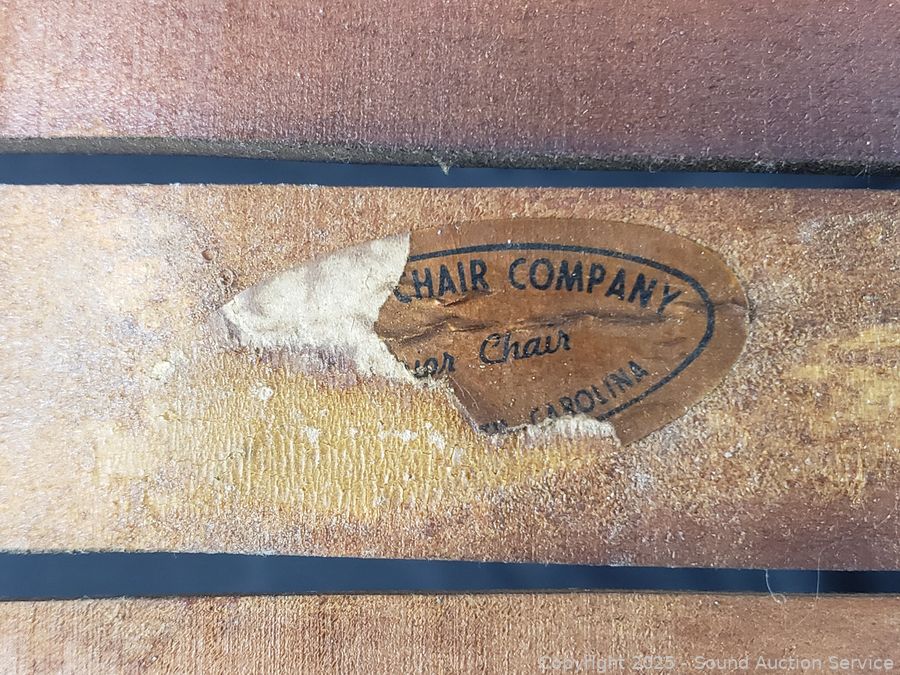 CHAIR COMPANY
Chair
CAROLINA
Copyright 2025 - Sound Auction Service